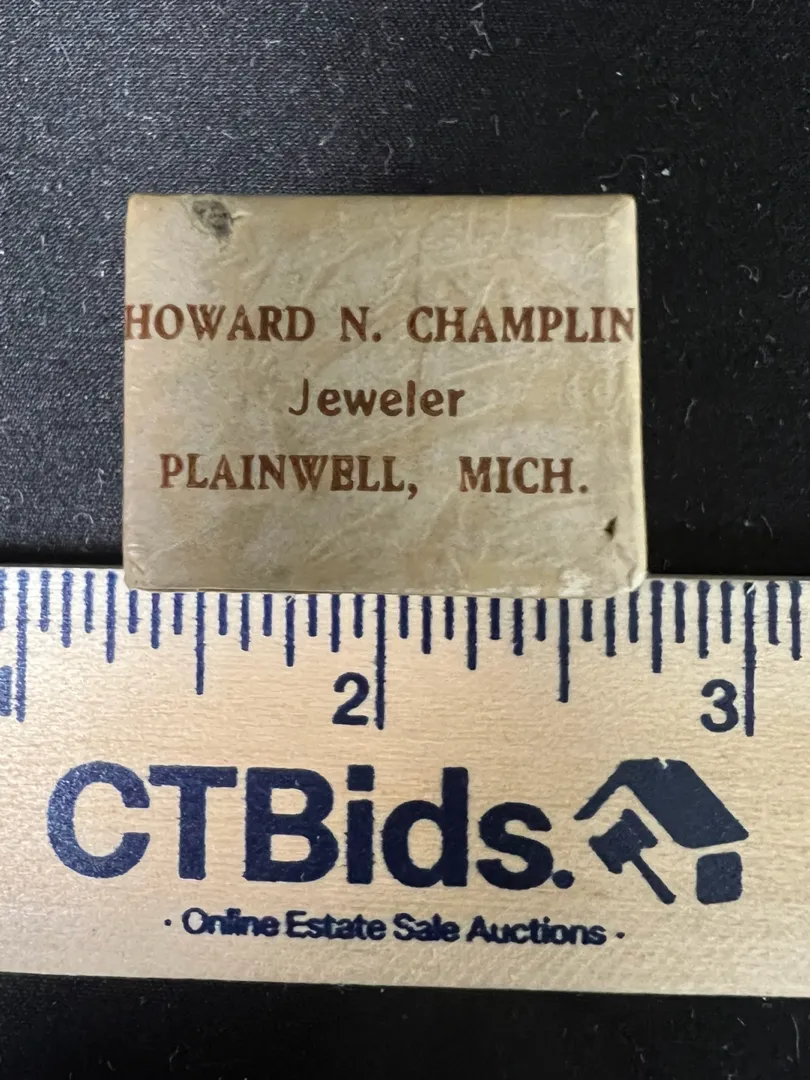 HOWARD N. CHAMPLIN
Jeweler
PLAINWELL, MICH.
2
3
CTBids.
· Online Estate Sale Auctions ·